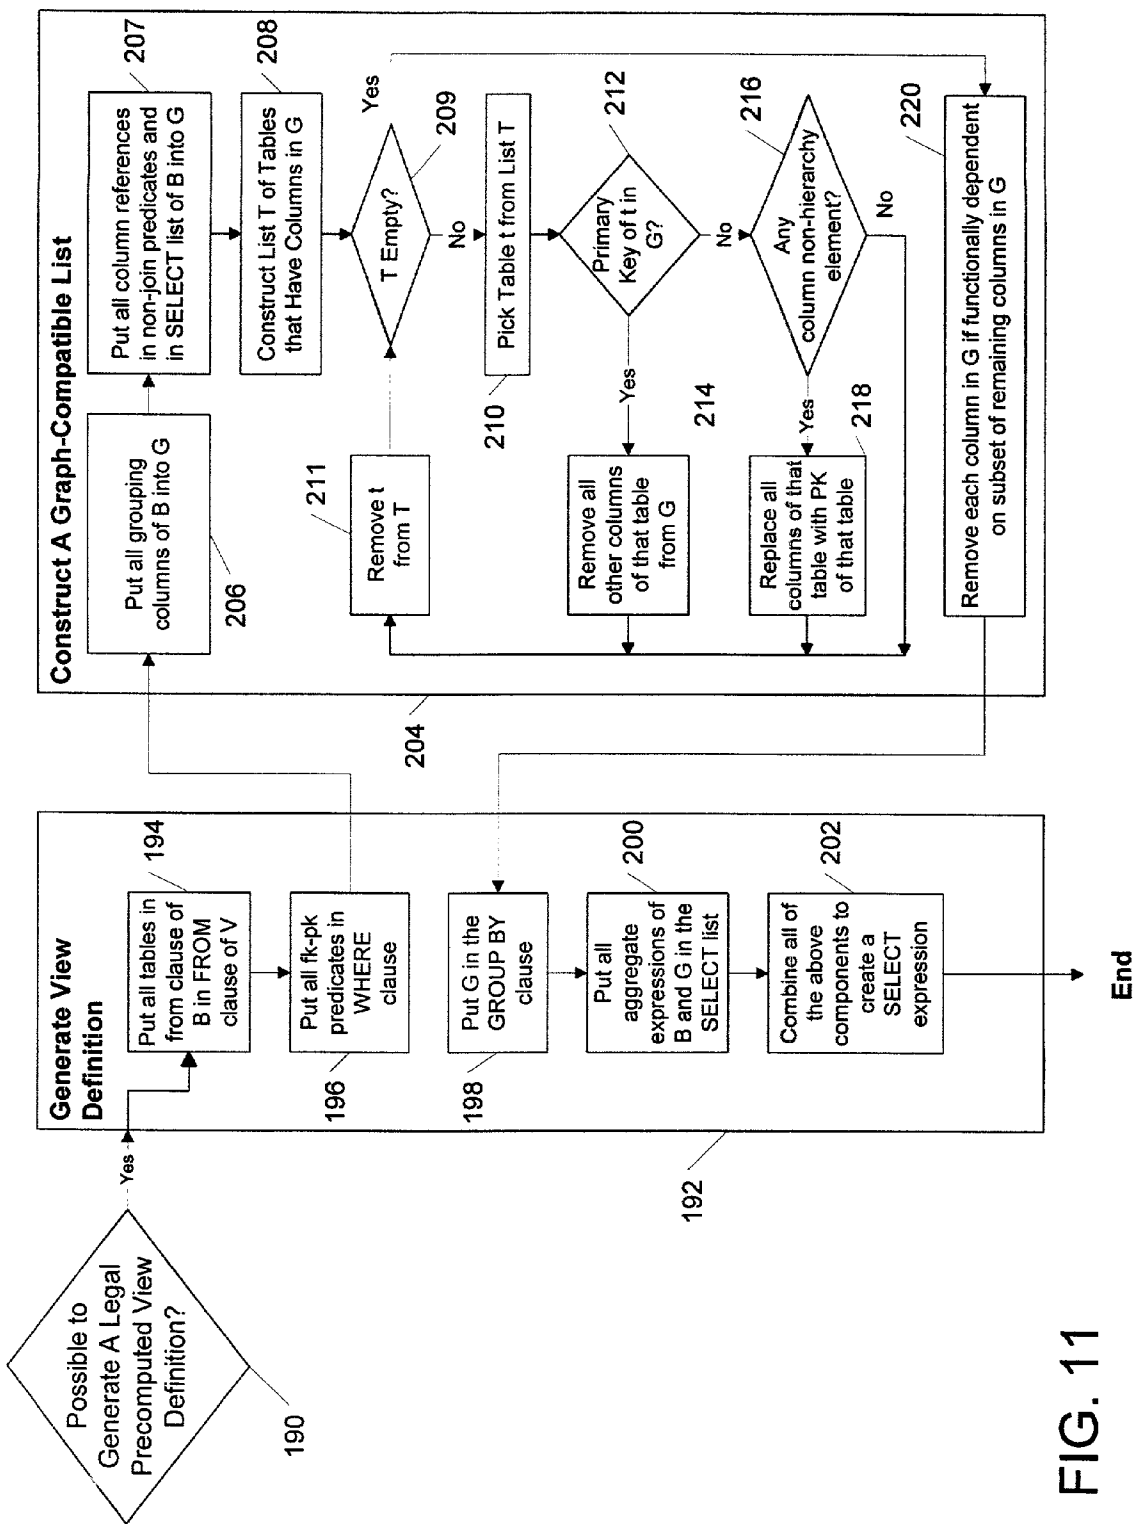 Possible to
Generate A Legal
Precomputed View
Definition?
190
Yes
Generate View
Definition
Put all tables in
from clause of
B in FROM
clause of V
194
Put all fk-pk
predicates in
WHERE
clause
196
Put G in the
GROUP BY
clause
198
Put all
aggregate
expressions of
B and G in the
SELECT list
200
Combine all of
the above
components to
create a
SELECT
expression
202
192
End
Construct A Graph-Compatible List
204
Put all grouping
columns of B into G
206
Put all column references
in non-join predicates and
in SELECT list of B into G
207
Construct List T of Tables
that Have Columns in G
208
T Empty?
209
Yes
No
Remove t
from T
211
Pick Table t from List T
210
Primary
Key of t in
G?
212
Yes
No
Remove all
other columns
of that table
from G
214
Any
column non-hierarchy
element?
216
Yes
No
Replace all
columns of that
table with PK
of that table
218
Remove each column in G if functionally dependent
on subset of remaining columns in G
220
FIG. 11